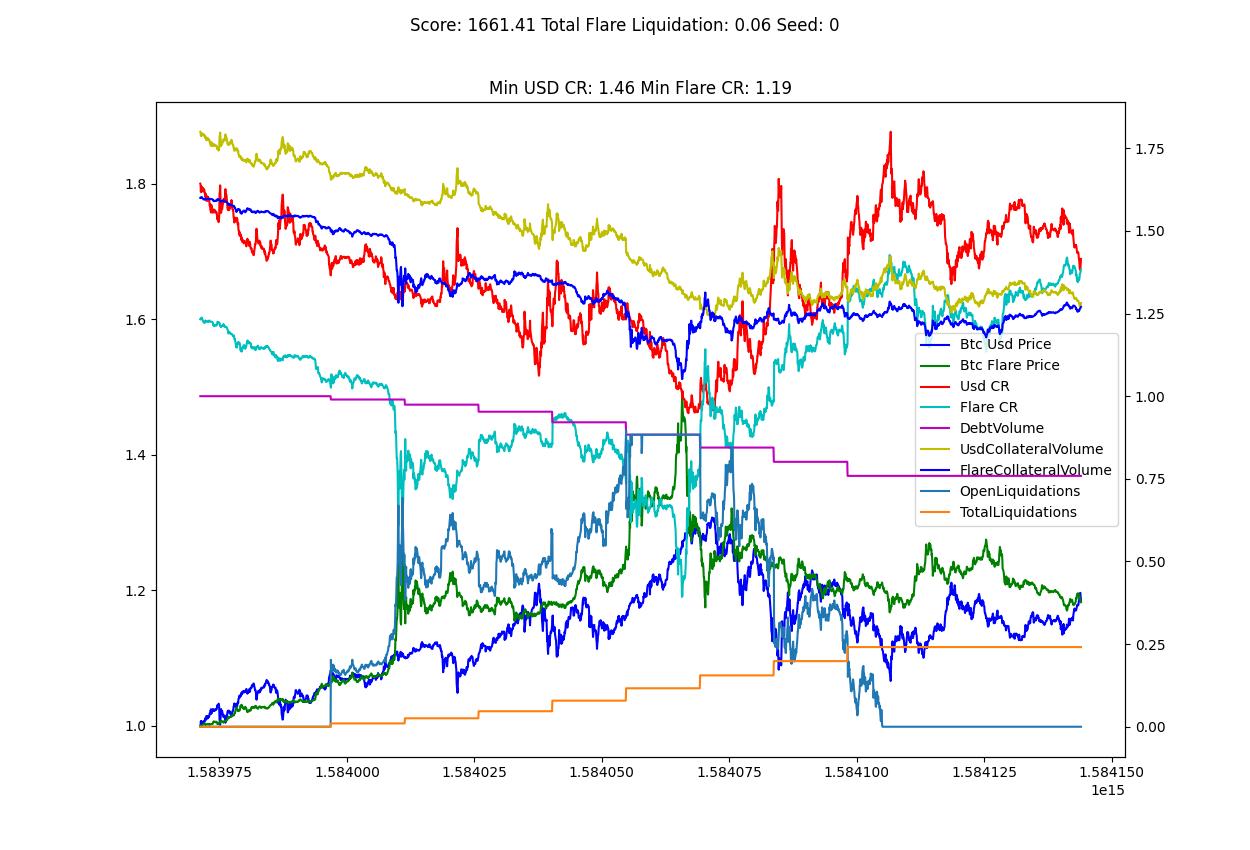 Score: 1661.41 Total Flare Liquidation: 0.06 Seed: 0
Min USD CR: 1.46 Min Flare CR: 1.19
1.8
1.6
1.4
1.2
1.0
1.75
1.50
1.25
1.00
0.75
0.50
0.25
0.00
Btc Usd Price
Btc Flare Price
Usd CR
Flare CR
DebtVolume
UsdCollateralVolume
FlareCollateralVolume
OpenLiquidations
TotalLiquidations
1.583975 1.584000 1.584025 1.584050 1.584075 1.584100 1.584125 1.584150
1e15